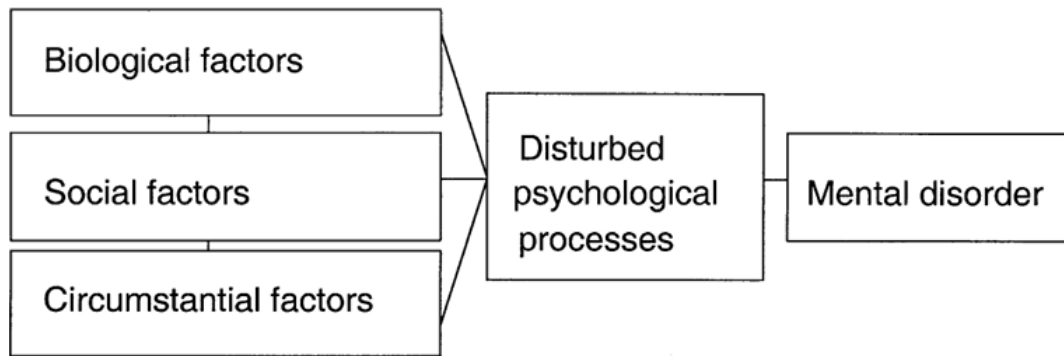 Biological factors
Social factors
Circumstantial factors
Disturbed
psychological
processes
Mental disorder